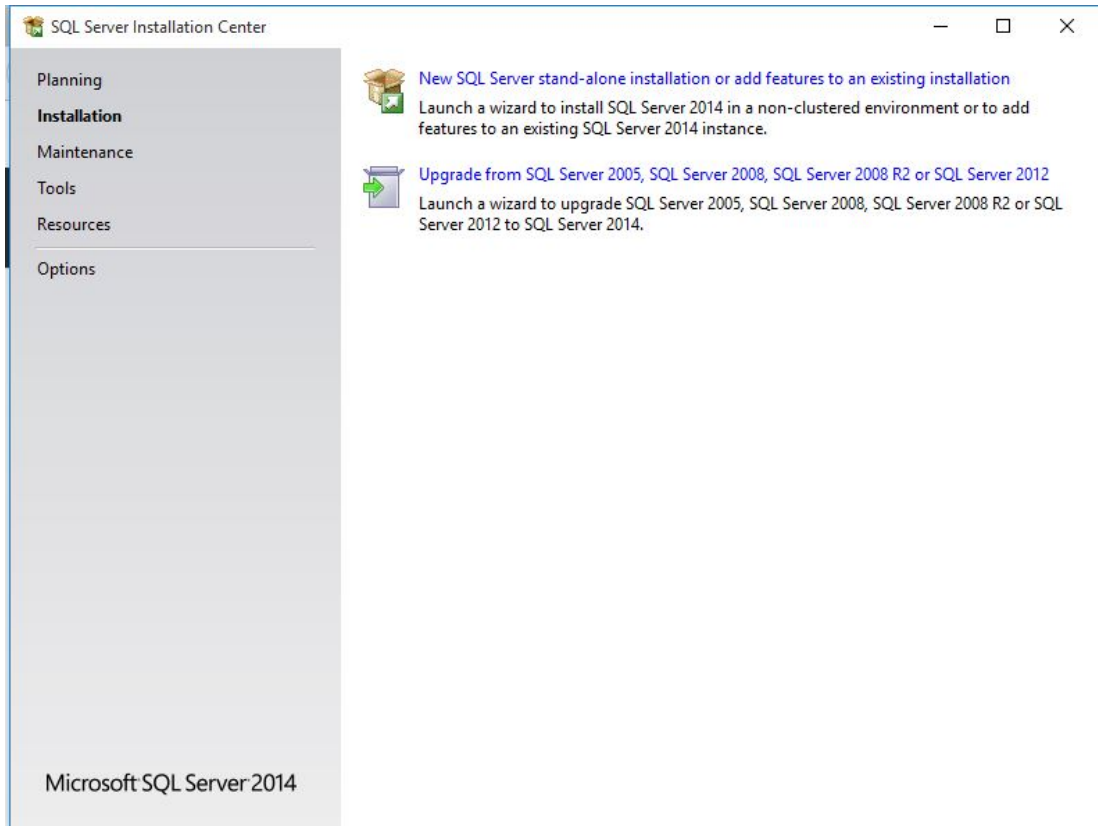 SQL Server Installation Center
Planning
Installation
Maintenance
Tools
Resources
Options
New SQL Server stand-alone installation or add features to an existing installation
Launch a wizard to install SQL Server 2014 in a non-clustered environment or to add
features to an existing SQL Server 2014 instance.
Upgrade from SQL Server 2005, SQL Server 2008, SQL Server 2008 R2 or SQL Server 2012
Launch a wizard to upgrade SQL Server 2005, SQL Server 2008, SQL Server 2008 R2 or SQL
Server 2012 to SQL Server 2014.
Microsoft SQL Server 2014